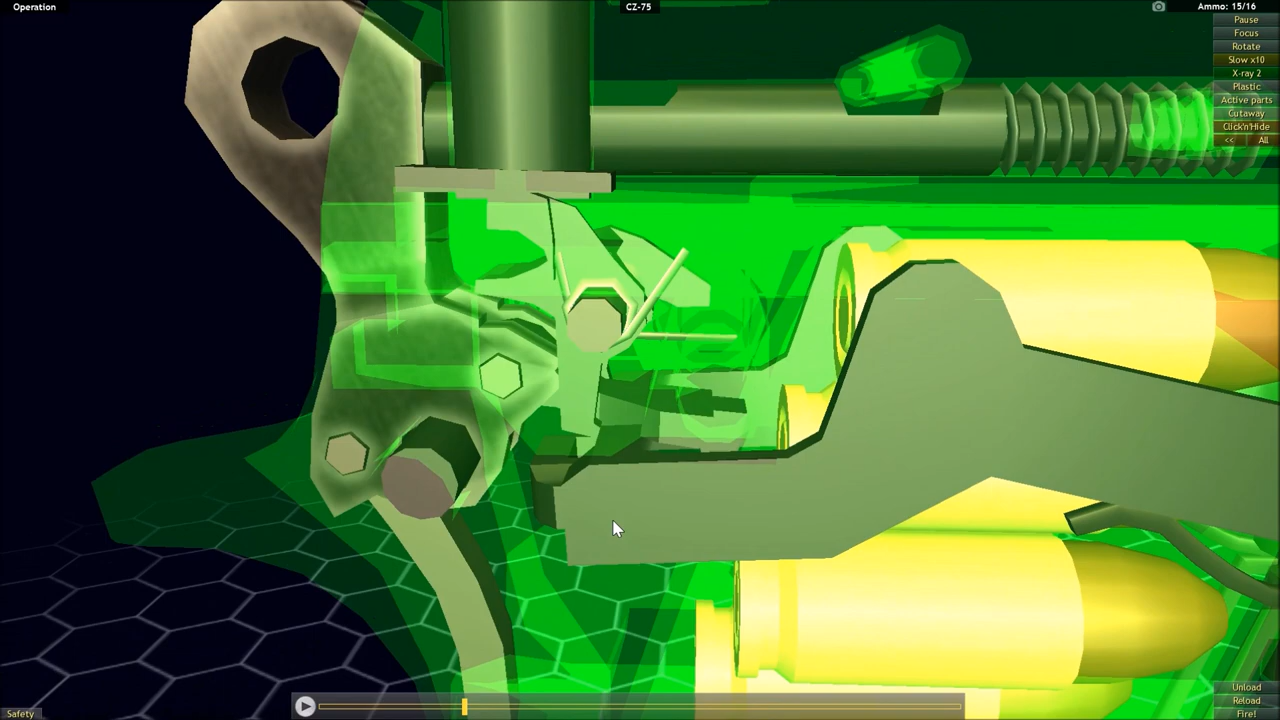 Operation
CZ-75
Ammo: 15/16
Pause
Focus
Rotate
Slow x10
X-ray 2
Plastic
Active parts
Cutaway
Click'n'Hide
<< All
Unload
Reload
Fire!
Safety